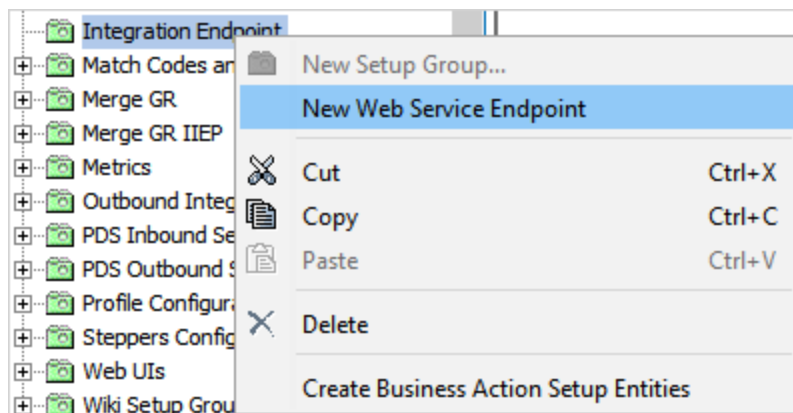 Integration Endpoint
Match Codes an
New Setup Group...
Merge GR
New Web Service Endpoint
Merge GR IIEP
Metrics
Cut Ctrl+X
Outbound Integ
Copy Ctrl+C
PDS Inbound Se
PDS Outbound S
Paste Ctrl+V
Profile Configura
Steppers Config
Delete
Web UIs
Wiki Setup Grou
Create Business Action Setup Entities